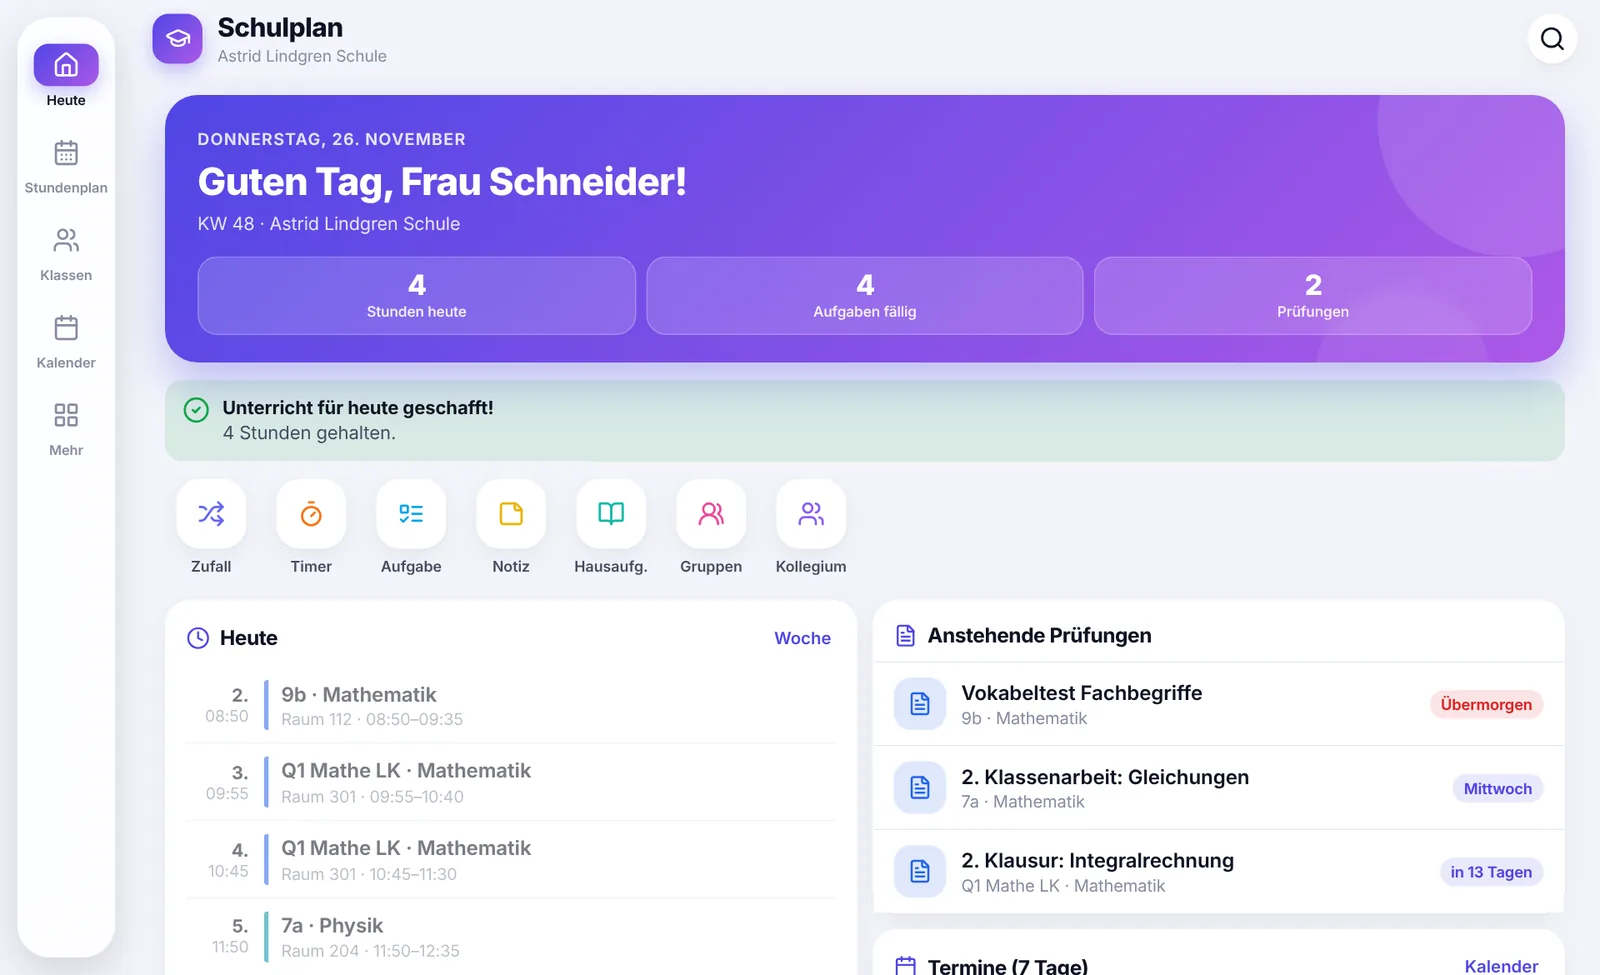 Schulplan
Astrid Lindgren Schule
Heute
Stundenplan
Klassen
Kalender
Mehr
DONNERSTAG, 26. NOVEMBER
Guten Tag, Frau Schneider!
KW 48 · Astrid Lindgren Schule
4
Stunden heute
4
Aufgaben fällig
2
Prüfungen
Unterricht für heute geschafft!
4 Stunden gehalten.
Zufall
Timer
Aufgabe
Notiz
Hausaufg.
Gruppen
Kollegium
Heute
Woche
2.
08:50
9b · Mathematik
Raum 112 · 08:50–09:35
3.
09:55
Q1 Mathe LK · Mathematik
Raum 301 · 09:55–10:40
4.
10:45
Q1 Mathe LK · Mathematik
Raum 301 · 10:45–11:30
5.
11:50
7a · Physik
Raum 204 · 11:50–12:35
Anstehende Prüfungen
Vokabeltest Fachbegriffe
9b · Mathematik
Übermorgen
2. Klassenarbeit: Gleichungen
7a · Mathematik
Mittwoch
2. Klausur: Integralrechnung
Q1 Mathe LK · Mathematik
in 13 Tagen
Termine (7 Tage)
Kalender